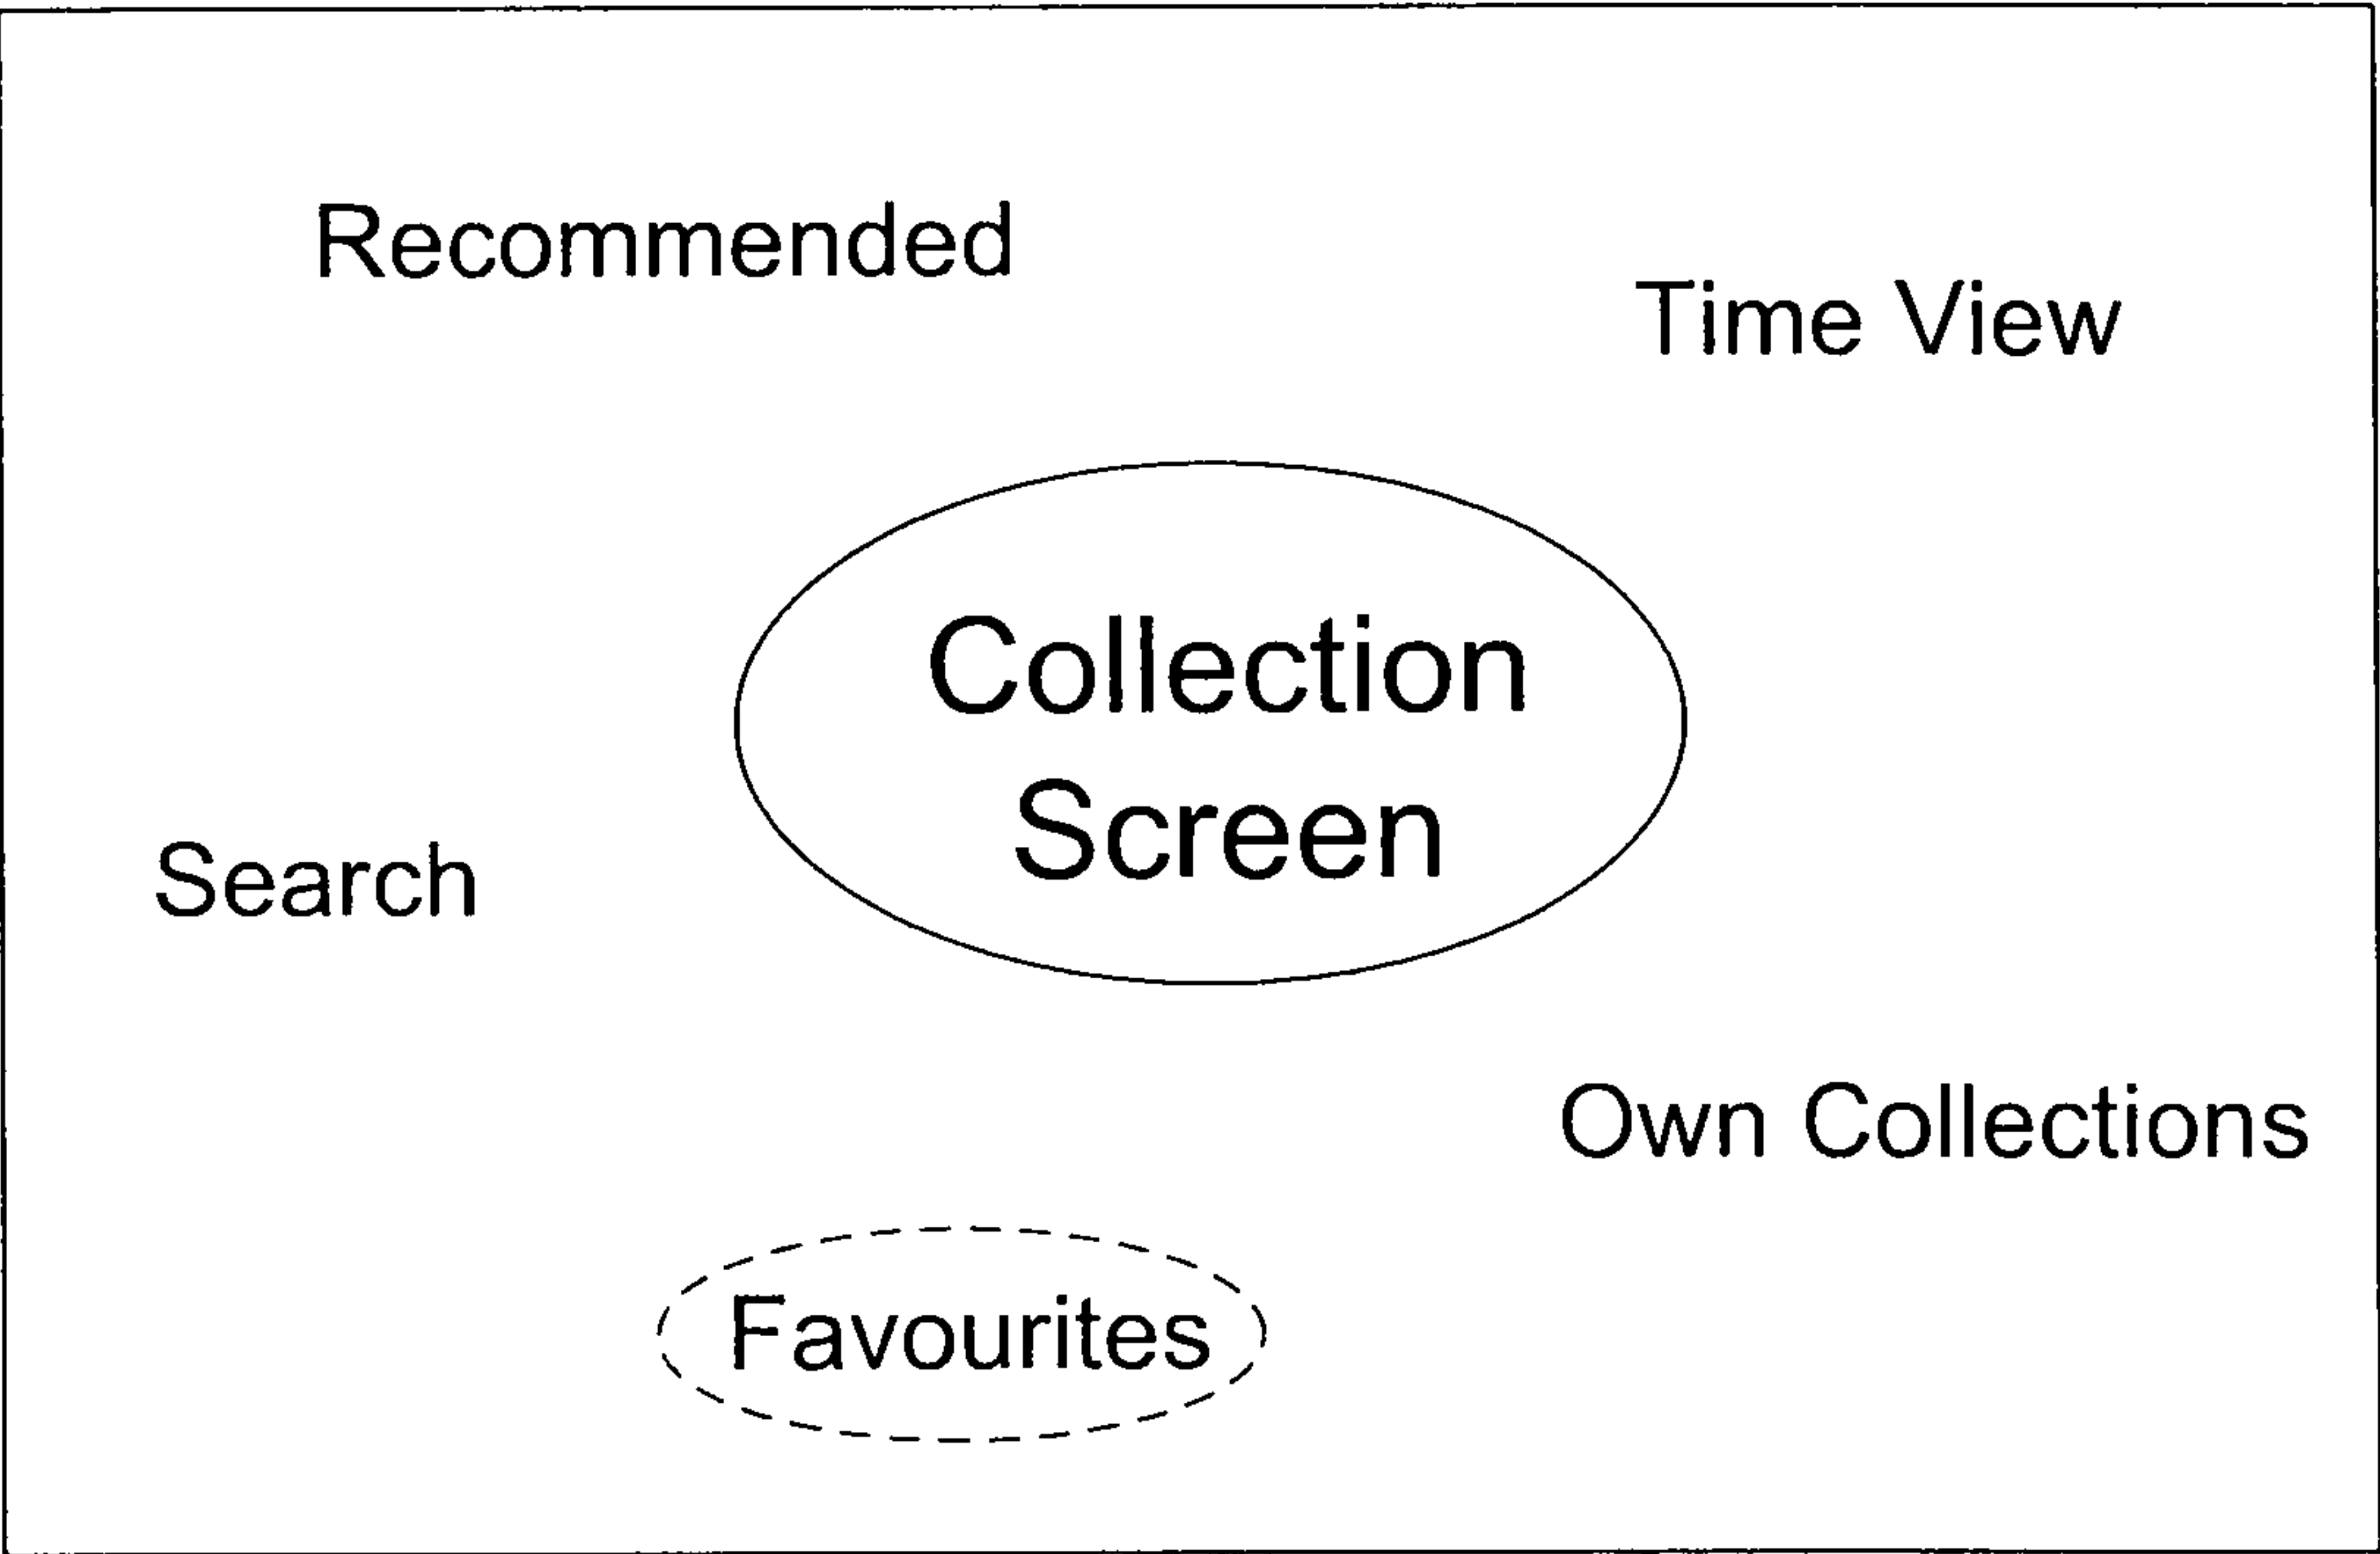 Recommended
Time View
Collection
Screen
Search
Own Collections
Favourites